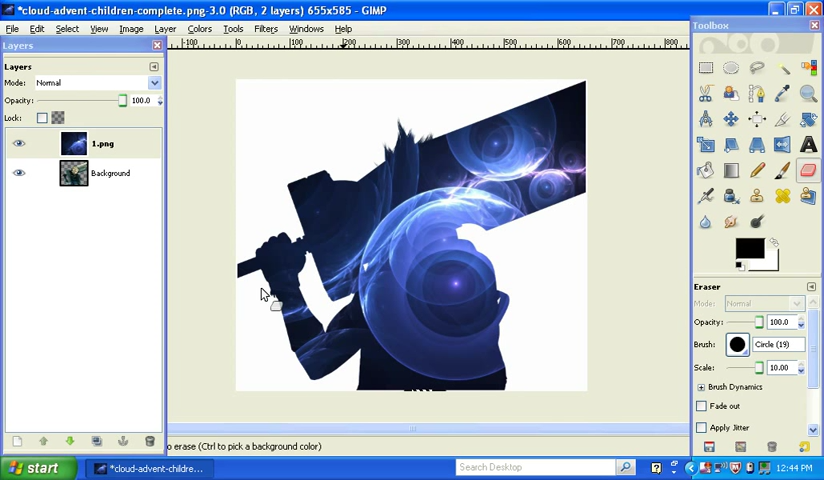 *cloud-advent-children-complete.png-3.0 (RGB, 2 layers) 655x585 - GIMP
File Edit Select View Image Layer Colors Tools Filters Windows Help
Toolbox
Layers
-100 0 100 200 300 400 500 600 700 800
Layers
Mode: Normal
Opacity: 100.0
Lock:
1.png
Background
Eraser
Mode: Normal
Opacity: 100.0
Brush: Circle (19)
Scale: 10.00
Brush Dynamics
Fade out
Apply Jitter
o erase (Ctrl to pick a background color)
start
*cloud-advent-childre...
Search Desktop
12:44 PM